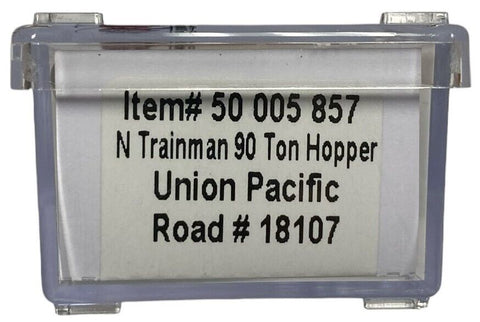 Item# 50 005 857
N Trainman 90 Ton Hopper
Union Pacific
Road # 18107